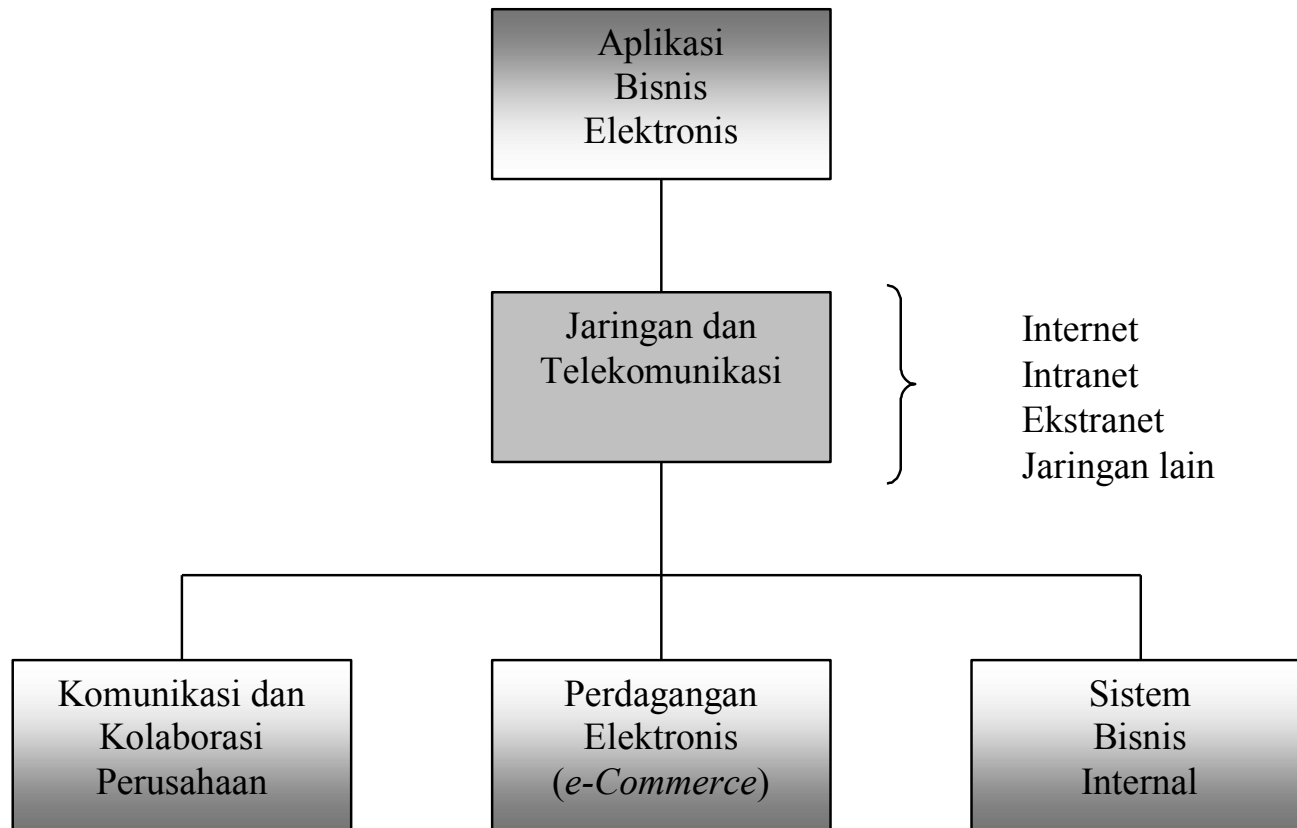 Aplikasi
Bisnis
Elektronis
Jaringan dan
Telekomunikasi
Internet
Intranet
Ekstranet
Jaringan lain
Komunikasi dan
Kolaborasi
Perusahaan
Perdagangan
Elektronis
(e-Commerce)
Sistem
Bisnis
Internal